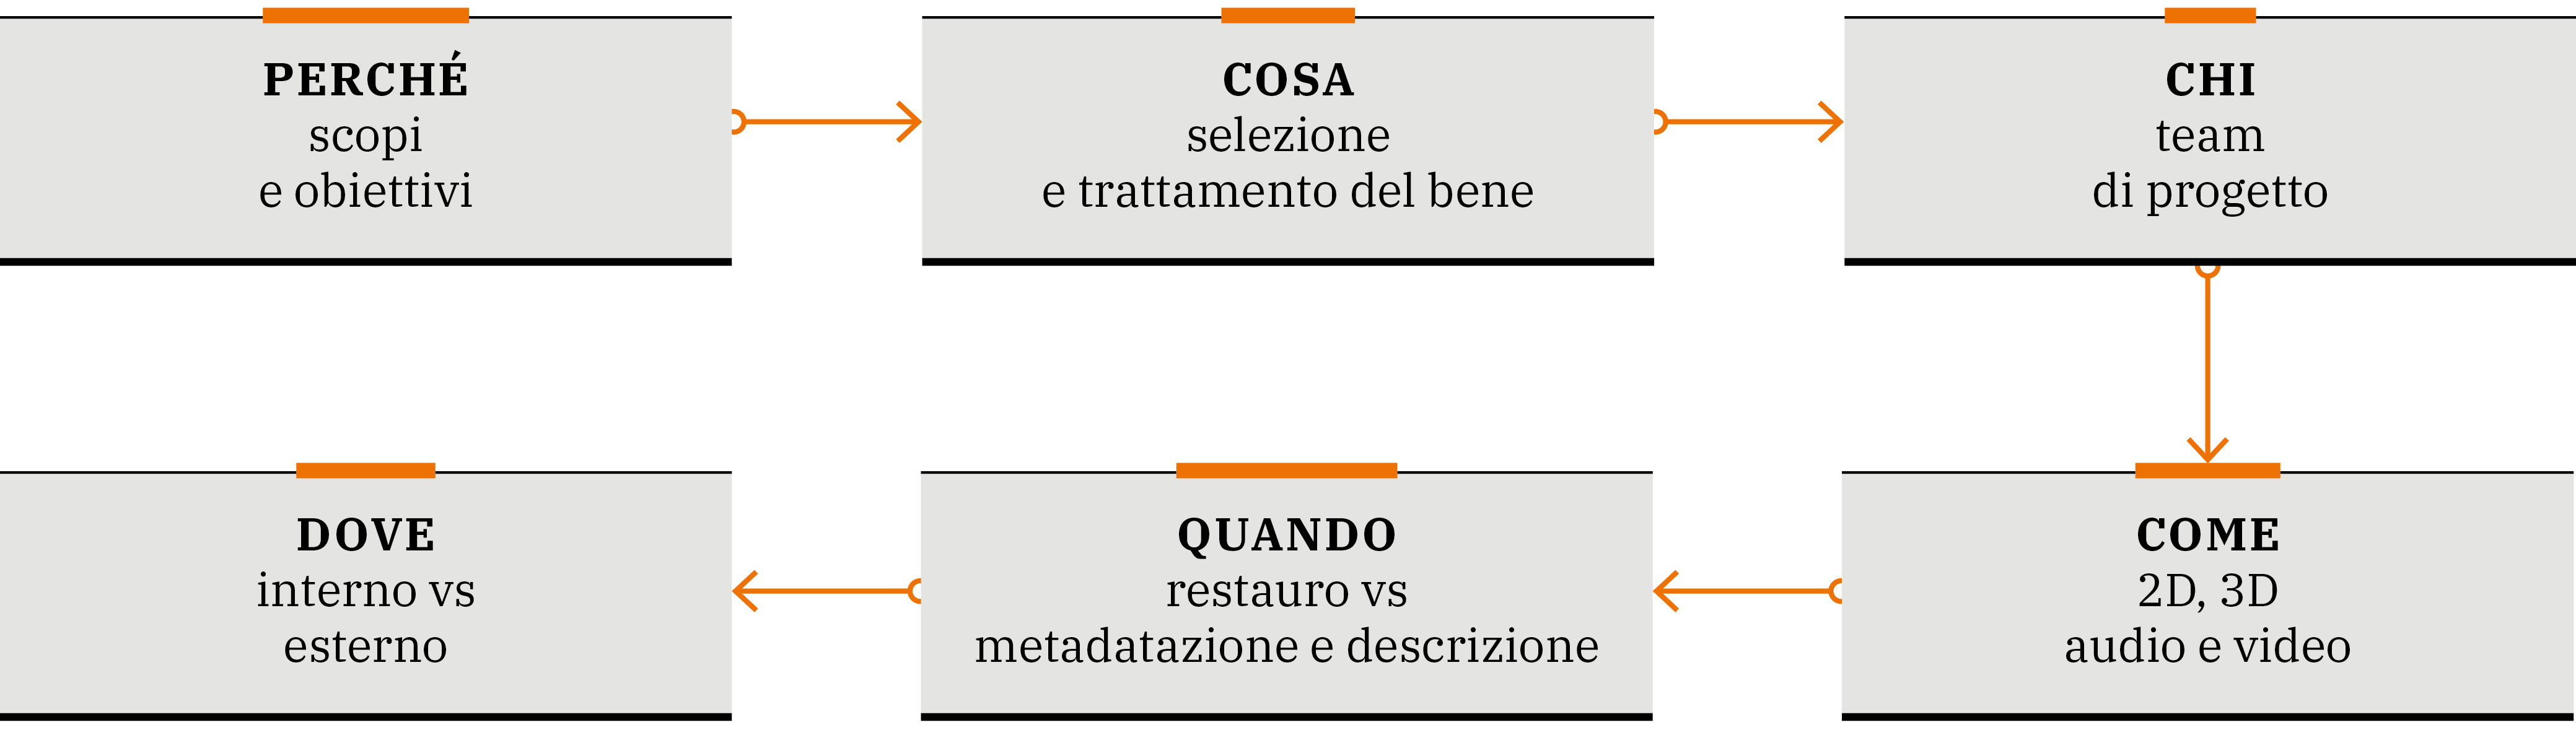 PERCHÉ
scopi
e obiettivi
COSA
selezione
e trattamento del bene
CHI
team
di progetto
COME
2D, 3D
audio e video
QUANDO
restauro vs
metadatazione e descrizione
DOVE
interno vs
esterno